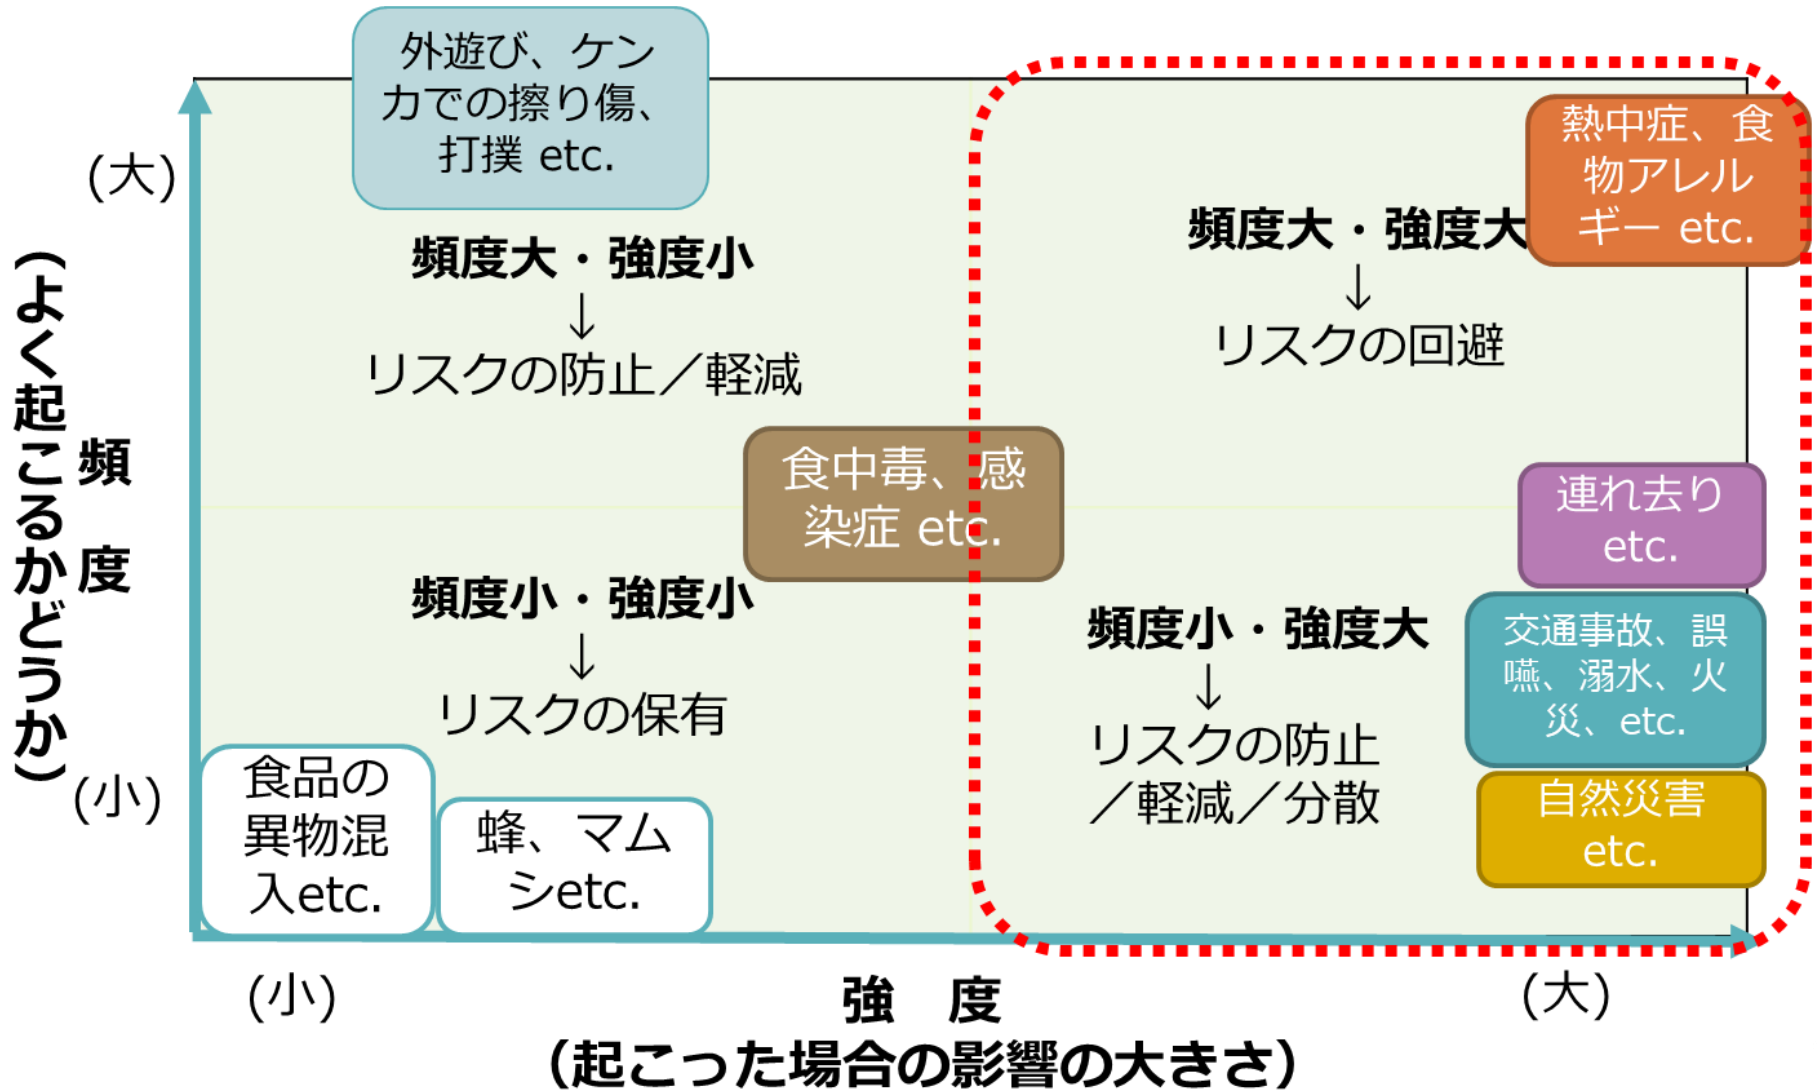 外遊び、ケン
カでの擦り傷、
打撲 etc.
熱中症、食
物アレル
ギー etc.
(大)
頻度大・強度小
↓
リスクの防止／軽減
頻度大・強度大
↓
リスクの回避
頻度
(よく起こるかどうか)
食中毒、感
染症 etc.
連れ去り
etc.
頻度小・強度小
↓
リスクの保有
頻度小・強度大
↓
リスクの防止
／軽減／分散
交通事故、誤
嚥、溺水、火
災、etc.
自然災害
etc.
(小)
食品の
異物混
入etc.
蜂、マム
シetc.
(小)
強　度
(大)
（起こった場合の影響の大きさ）